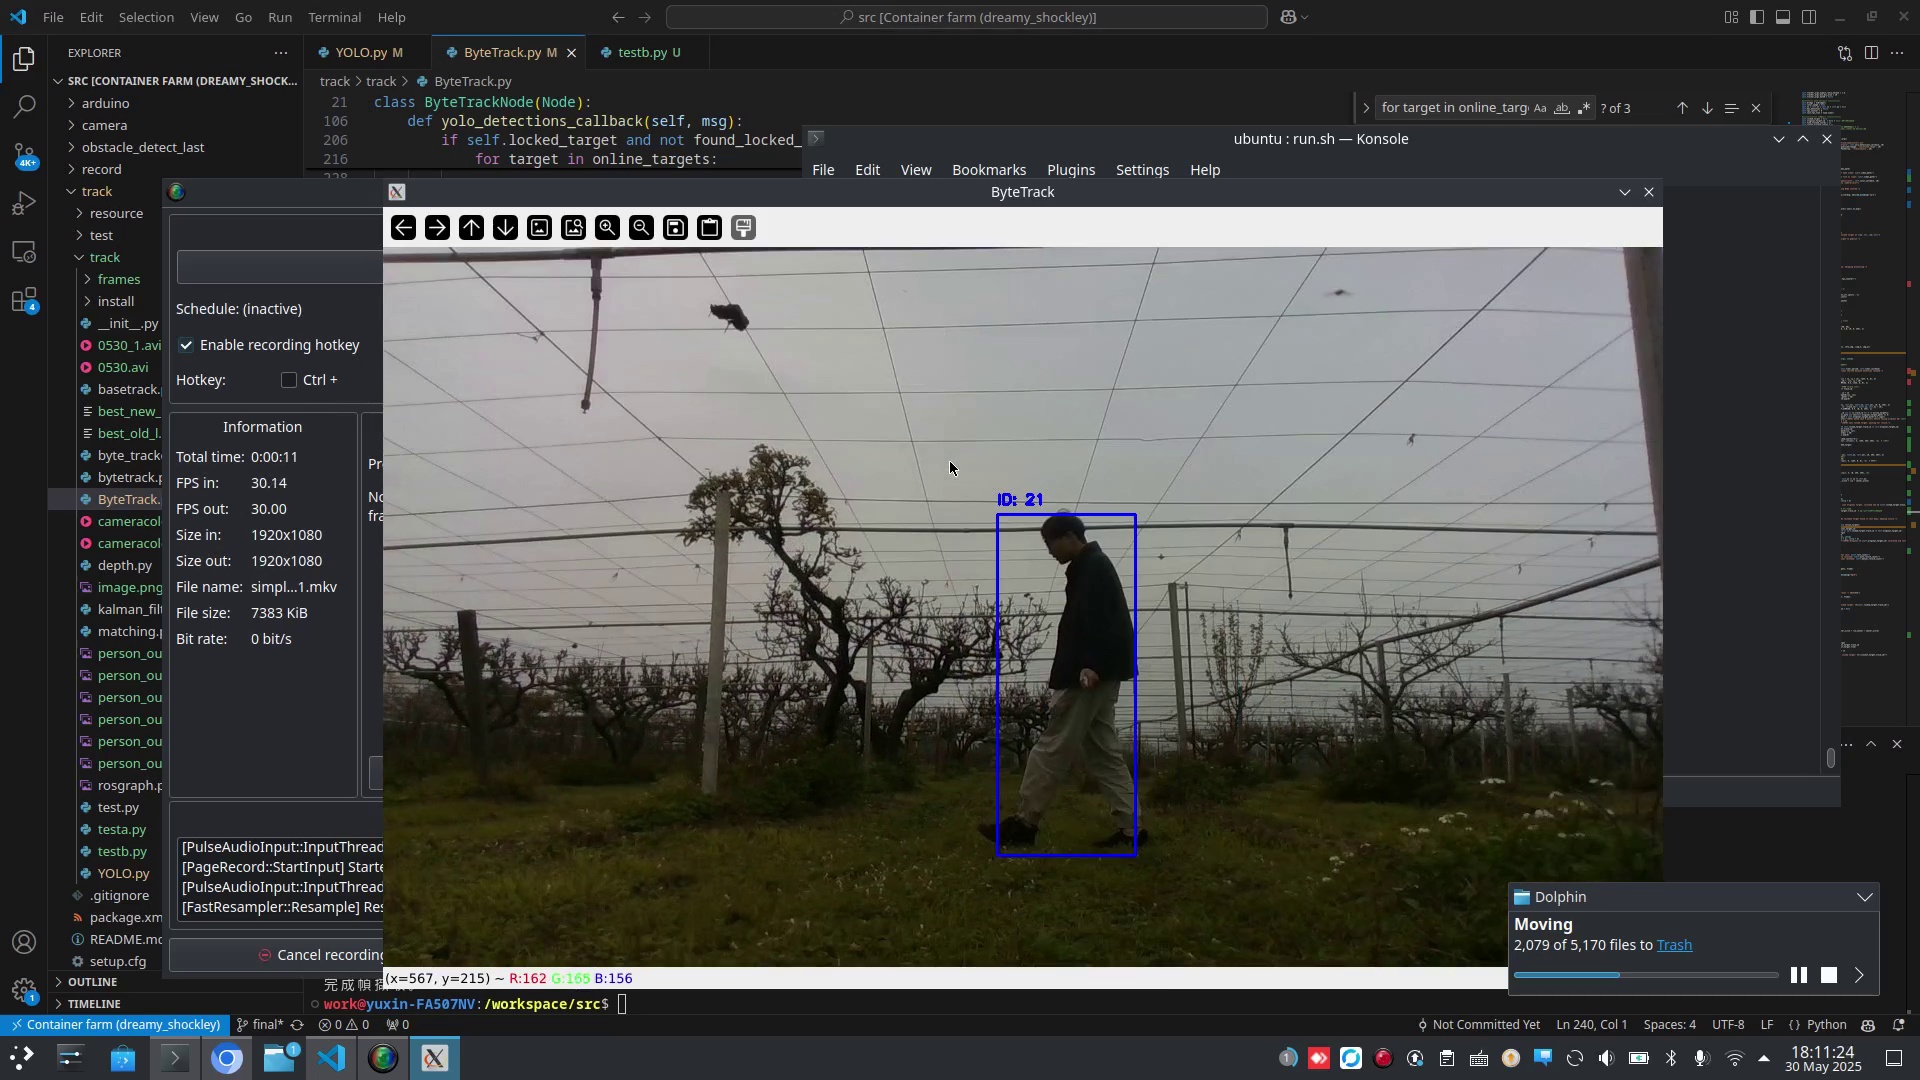 File Edit Selection View Go Run Terminal Help
src [Container farm (dreamy_shockley)]
EXPLORER
SRC [CONTAINER FARM (DREAMY_SHOCK...
arduino
camera
obstacle_detect_last
record
track
resource
test
track
frames
install
__init__.py
0530_1.avi
0530.avi
basetrack.
best_new_
best_old_l.
byte_track
bytetrack.p
ByteTrack.
cameracol
cameracol
depth.py
image.png
kalman_filt
matching.p
person_ou
person_ou
person_ou
person_ou
person_ou
person_ou
rosgraph.p
test.py
testa.py
testb.py
YOLO.py
.gitignore
package.xm
README.md
setup.cfg
OUTLINE
TIMELINE
YOLO.py M
ByteTrack.py M
testb.py U
track > track > ByteTrack.py
21 class ByteTrackNode(Node):
106 def yolo_detections_callback(self, msg):
206 if self.locked_target and not found_locked_
216 for target in online_targets:
for target in online_targ
? of 3
ubuntu : run.sh — Konsole
File Edit View Bookmarks Plugins Settings Help
ByteTrack
Schedule: (inactive)
Enable recording hotkey
Hotkey: Ctrl +
Information
Total time: 0:00:11
FPS in: 30.14
FPS out: 30.00
Size in: 1920x1080
Size out: 1920x1080
File name: simpl...1.mkv
File size: 7383 KiB
Bit rate: 0 bit/s
[PulseAudioInput::InputThread
[PageRecord::StartInput] Starte
[PulseAudioInput::InputThread
[FastResampler::Resample] Res
Cancel recording
ID: 21
(x=567, y=215) ~ R:162 G:165 B:156
work@yuxin-FA507NV:/workspace/src$
Dolphin
Moving
2,079 of 5,170 files to Trash
Container farm (dreamy_shockley) final* 0 0 0
Not Committed Yet Ln 240, Col 1 Spaces: 4 UTF-8 LF {} Python
18:11:24
30 May 2025